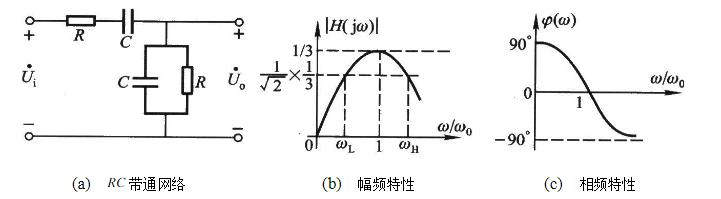 +
R
C
+
U̇i
C
R
U̇o
−
−
(a) RC 带通网络
|H(jω)|
1/3
1/√2 × 1/3
0
ωL
1
ωH
ω/ω0
(b) 幅频特性
φ(ω)
90°
0
1
ω/ω0
−90°
(c) 相频特性